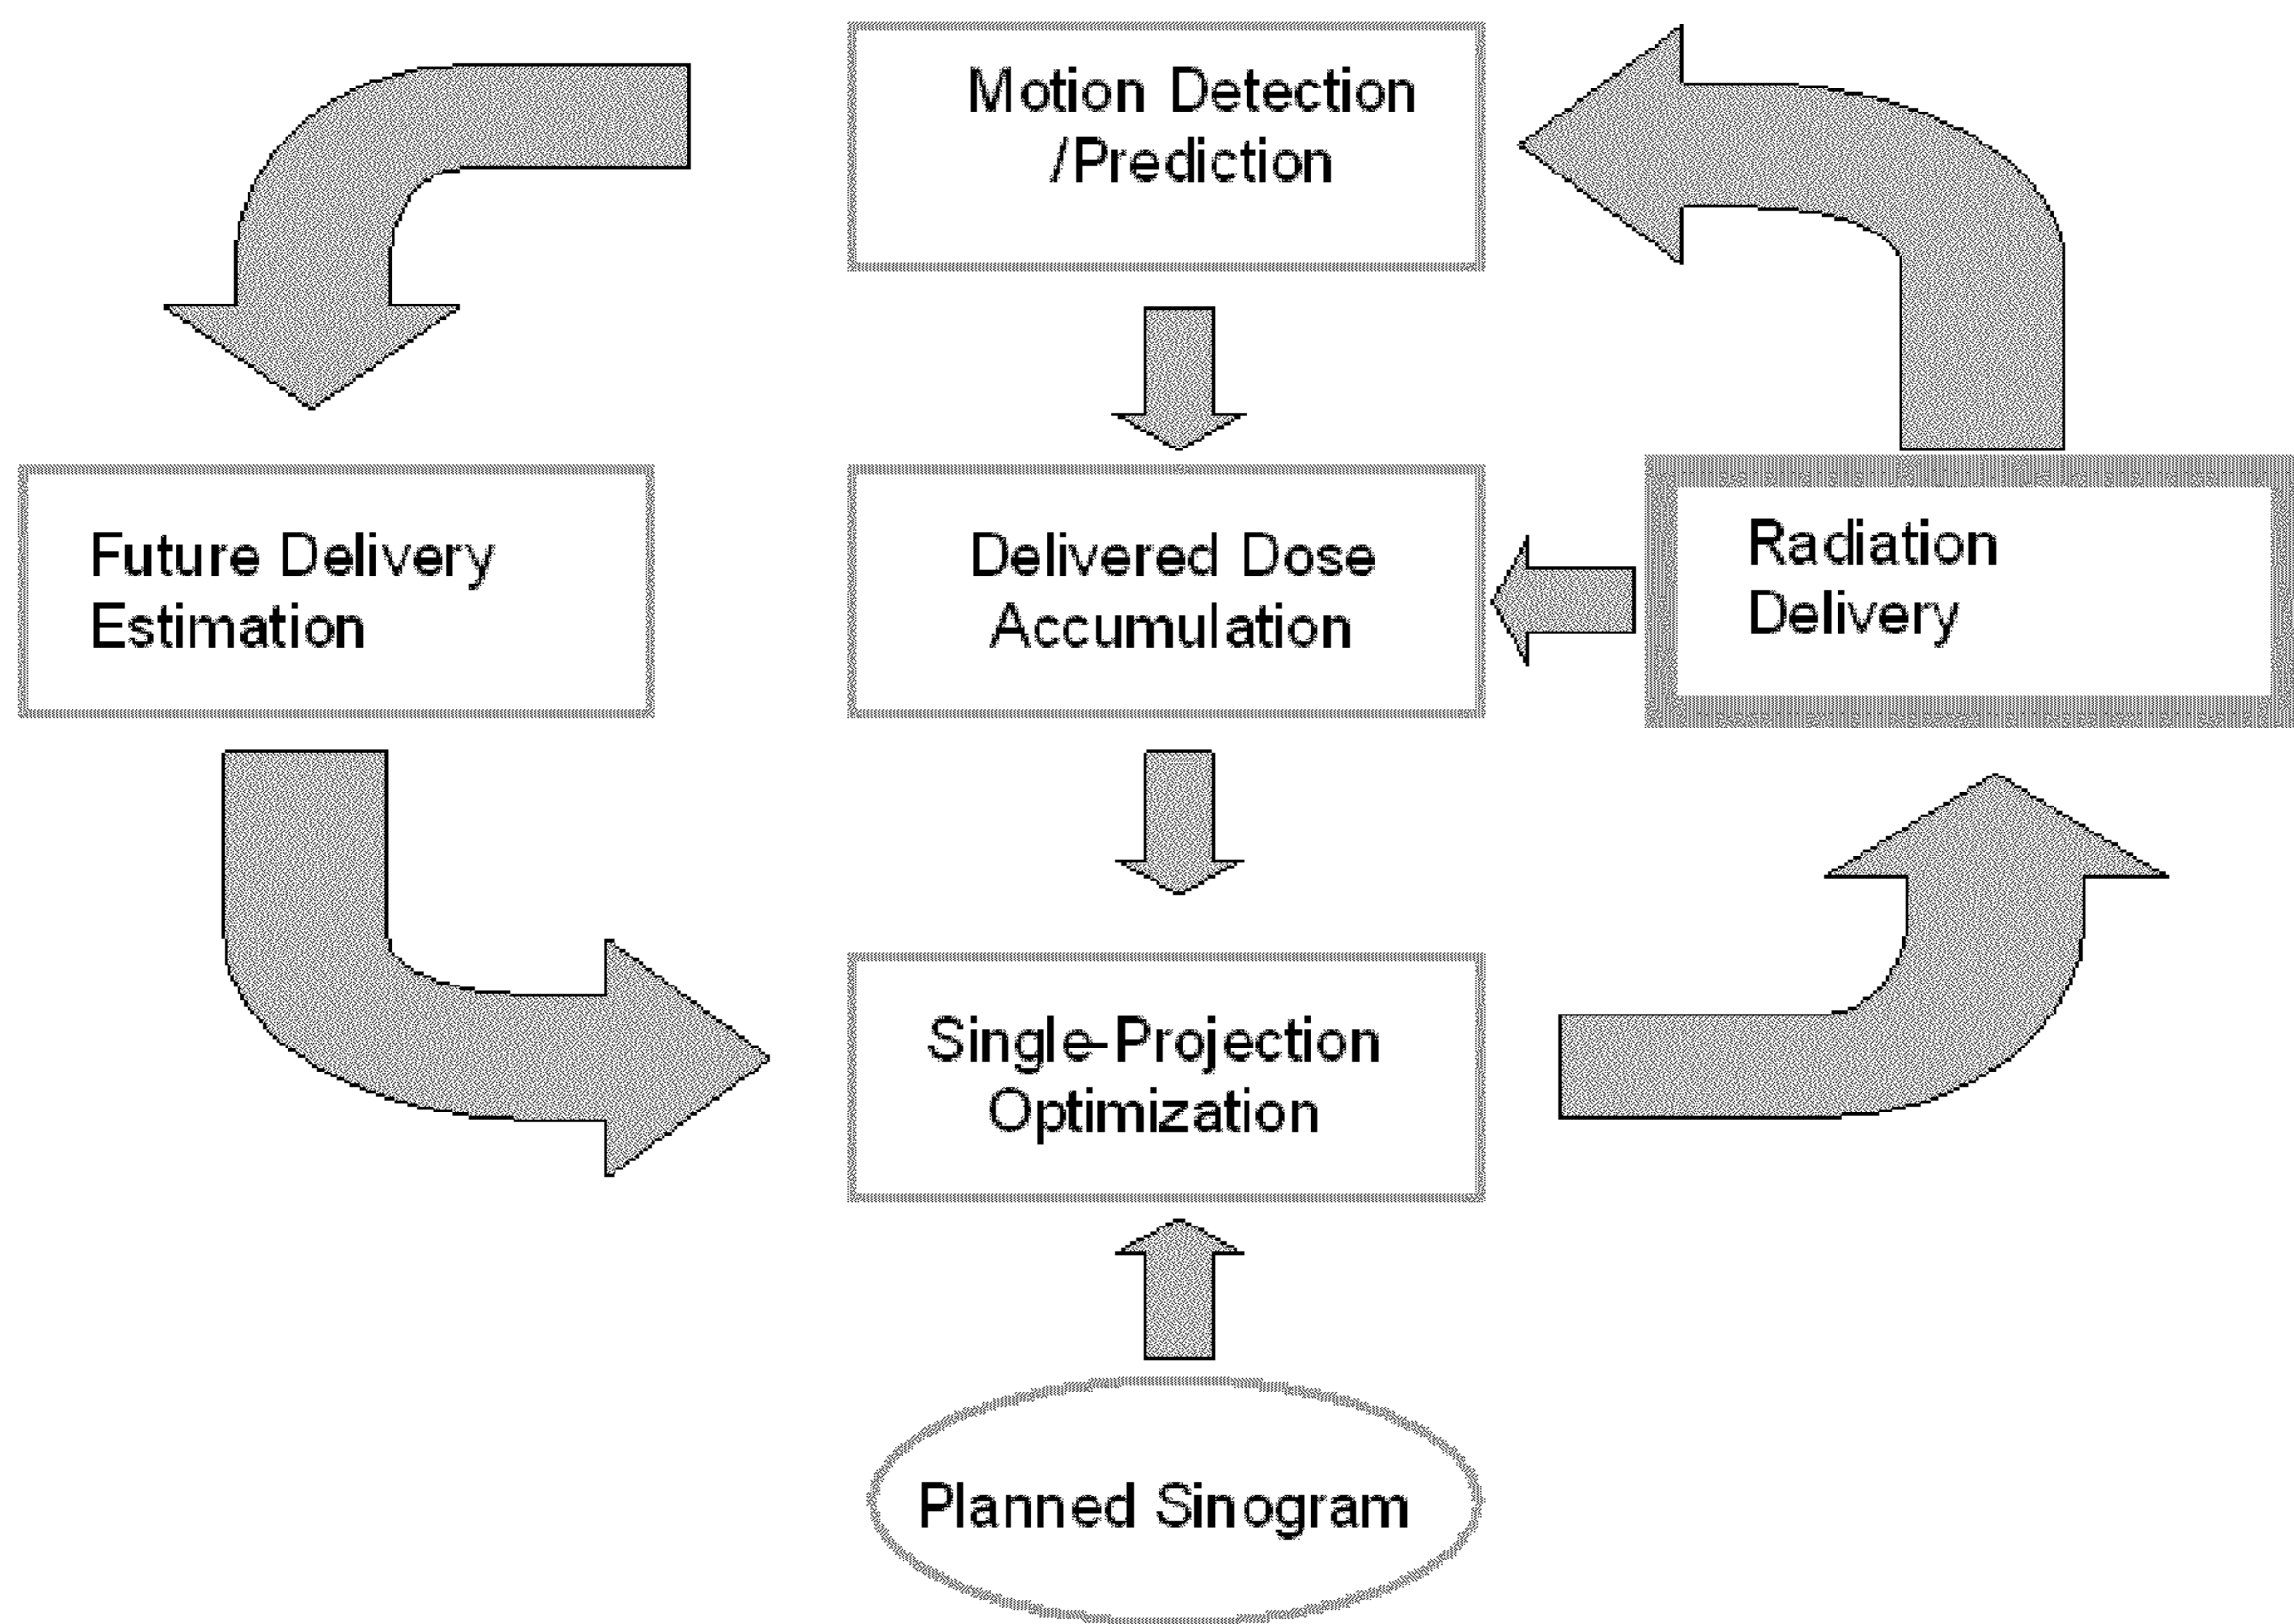 Motion Detection
/Prediction
Future Delivery
Estimation
Delivered Dose
Accumulation
Radiation
Delivery
Single-Projection
Optimization
Planned Sinogram